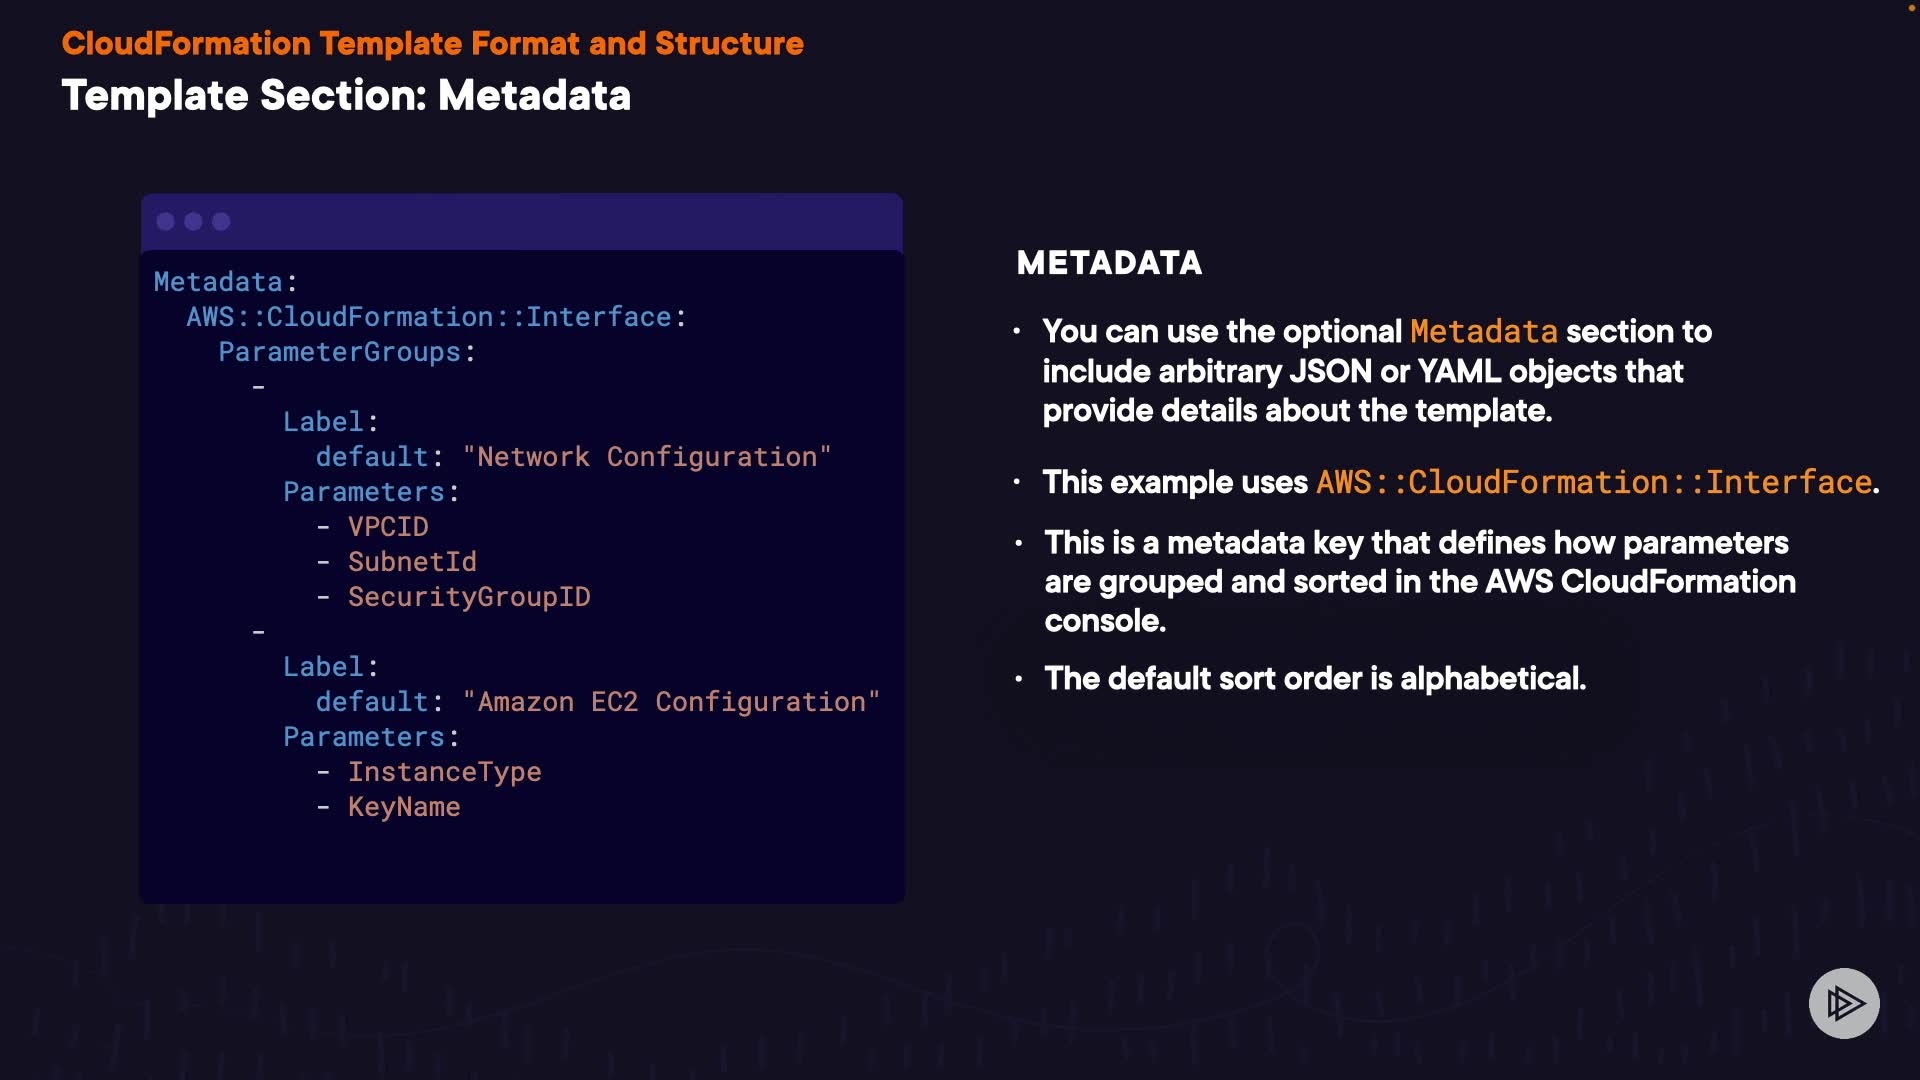 CloudFormation Template Format and Structure
Template Section: Metadata
Metadata:
  AWS::CloudFormation::Interface:
    ParameterGroups:
      -
        Label:
          default: "Network Configuration"
        Parameters:
          - VPCID
          - SubnetId
          - SecurityGroupID
      -
        Label:
          default: "Amazon EC2 Configuration"
        Parameters:
          - InstanceType
          - KeyName
METADATA
• You can use the optional Metadata section to
include arbitrary JSON or YAML objects that
provide details about the template.
• This example uses AWS::CloudFormation::Interface.
• This is a metadata key that defines how parameters
are grouped and sorted in the AWS CloudFormation
console.
• The default sort order is alphabetical.